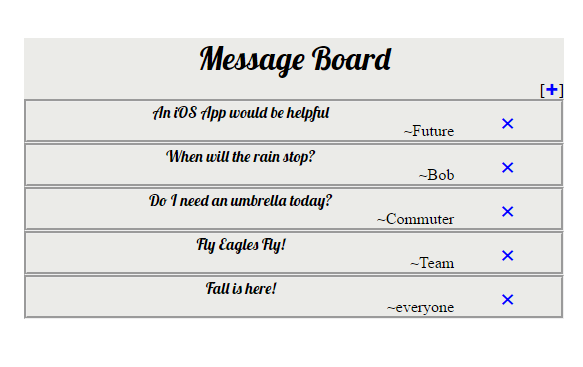 Message Board
[+]
An iOS App would be helpful
~Future
×
When will the rain stop?
~Bob
×
Do I need an umbrella today?
~Commuter
×
Fly Eagles Fly!
~Team
×
Fall is here!
~everyone
×